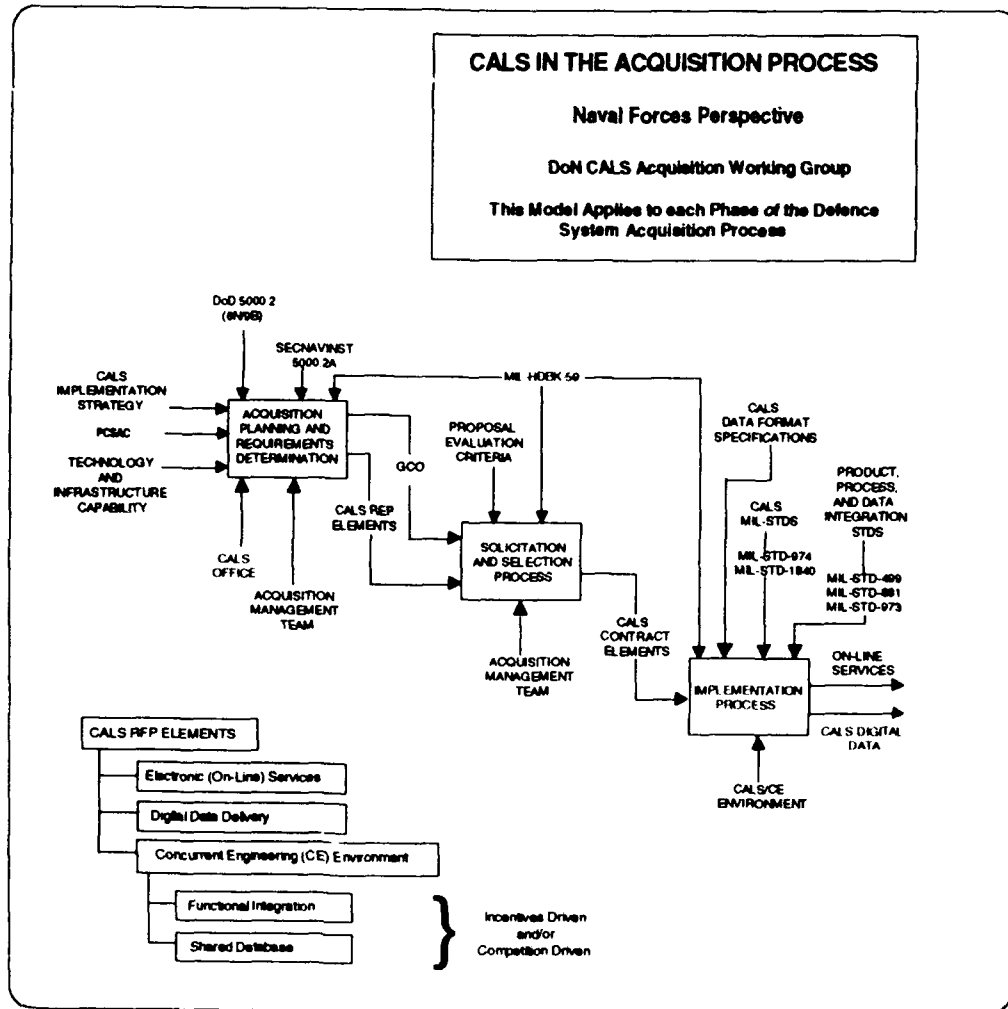 CALS IN THE ACQUISITION PROCESS
Naval Forces Perspective
DoN CALS Acquisition Working Group
This Model Applies to each Phase of the Defence
System Acquisition Process
DoD 5000.2
SECNAVINST
5000.2A
CALS
IMPLEMENTATION
STRATEGY
PCSAC
TECHNOLOGY
AND
INFRASTRUCTURE
CAPABILITY
ACQUISITION
PLANNING AND
REQUIREMENTS
DETERMINATION
CALS
OFFICE
ACQUISITION
MANAGEMENT
TEAM
MIL-HDBK-59
GCO
CALS RFP
ELEMENTS
PROPOSAL
EVALUATION
CRITERIA
SOLICITATION
AND SELECTION
PROCESS
ACQUISITION
MANAGEMENT
TEAM
CALS
CONTRACT
ELEMENTS
CALS
DATA FORMAT
SPECIFICATIONS
CALS
MIL-STDS
MIL-STD-974
MIL-STD-1840
PRODUCT,
PROCESS,
AND DATA
INTEGRATION
STDS
MIL-STD-499
MIL-STD-881
MIL-STD-973
IMPLEMENTATION
PROCESS
ON-LINE
SERVICES
CALS DIGITAL
DATA
CALS/CE
ENVIRONMENT
CALS RFP ELEMENTS
Electronic (On-Line) Services
Digital Data Delivery
Concurrent Engineering (CE) Environment
Functional Integration
Shared Database
Incentives Driven
and/or
Competition Driven